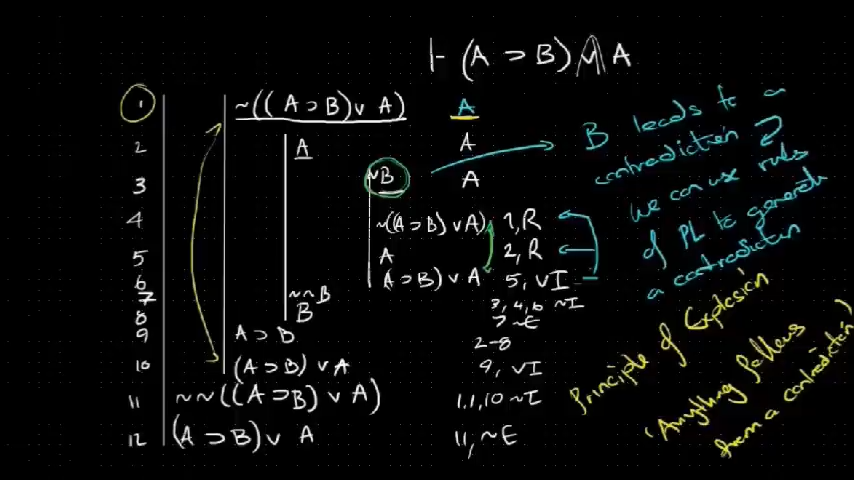 ⊢ (A ⊃ B) ∨ A
1 ~((A ⊃ B) ∨ A) A
2 A A
3 ~B A
4 ~((A ⊃ B) ∨ A) 1, R
5 A 2, R
6 (A ⊃ B) ∨ A 5, ∨I
7 ~~B 3, 4, 6 ~I
8 B 7 ~E
9 A ⊃ B 2-8
10 (A ⊃ B) ∨ A 9, ∨I
11 ~~((A ⊃ B) ∨ A) 1,1,10 ~I
12 (A ⊃ B) ∨ A 11, ~E
B leads to a
contradiction
we can use rules
of PL to generate
a contradiction
Principle of Explosion
'Anything follows
from a contradiction)